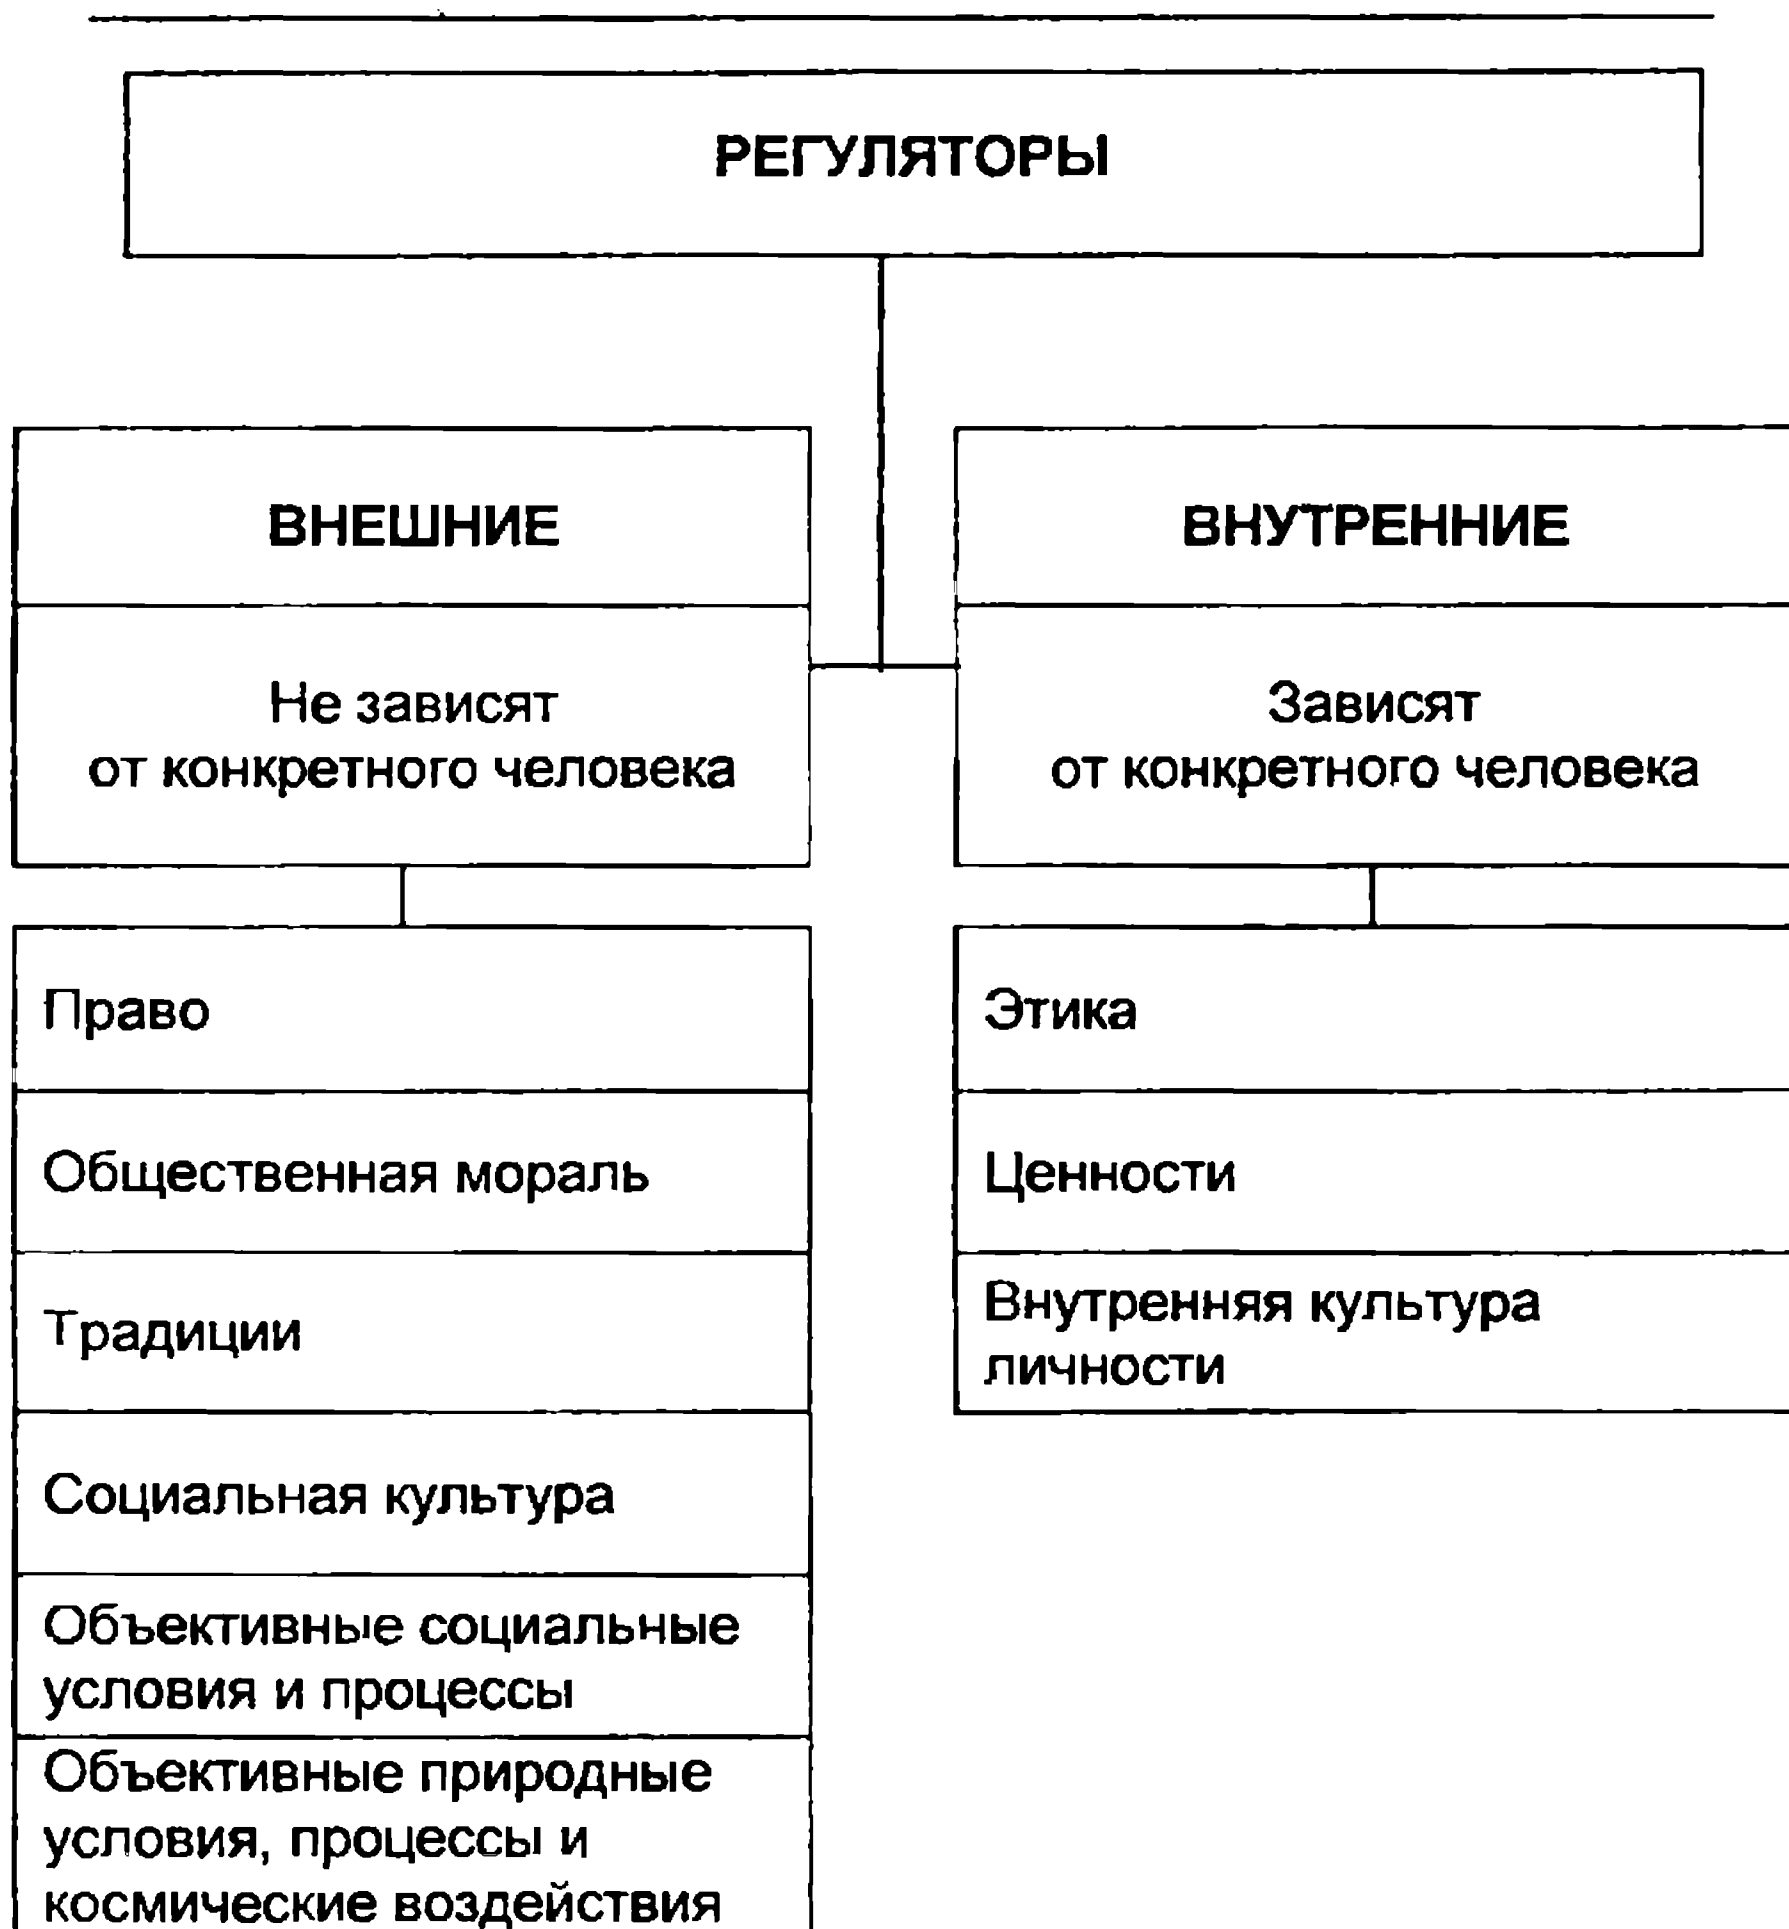 РЕГУЛЯТОРЫ
ВНЕШНИЕ
Не зависят
от конкретного человека
Право
Общественная мораль
Традиции
Социальная культура
Объективные социальные
условия и процессы
Объективные природные
условия, процессы и
космические воздействия
ВНУТРЕННИЕ
Зависят
от конкретного человека
Этика
Ценности
Внутренняя культура
личности